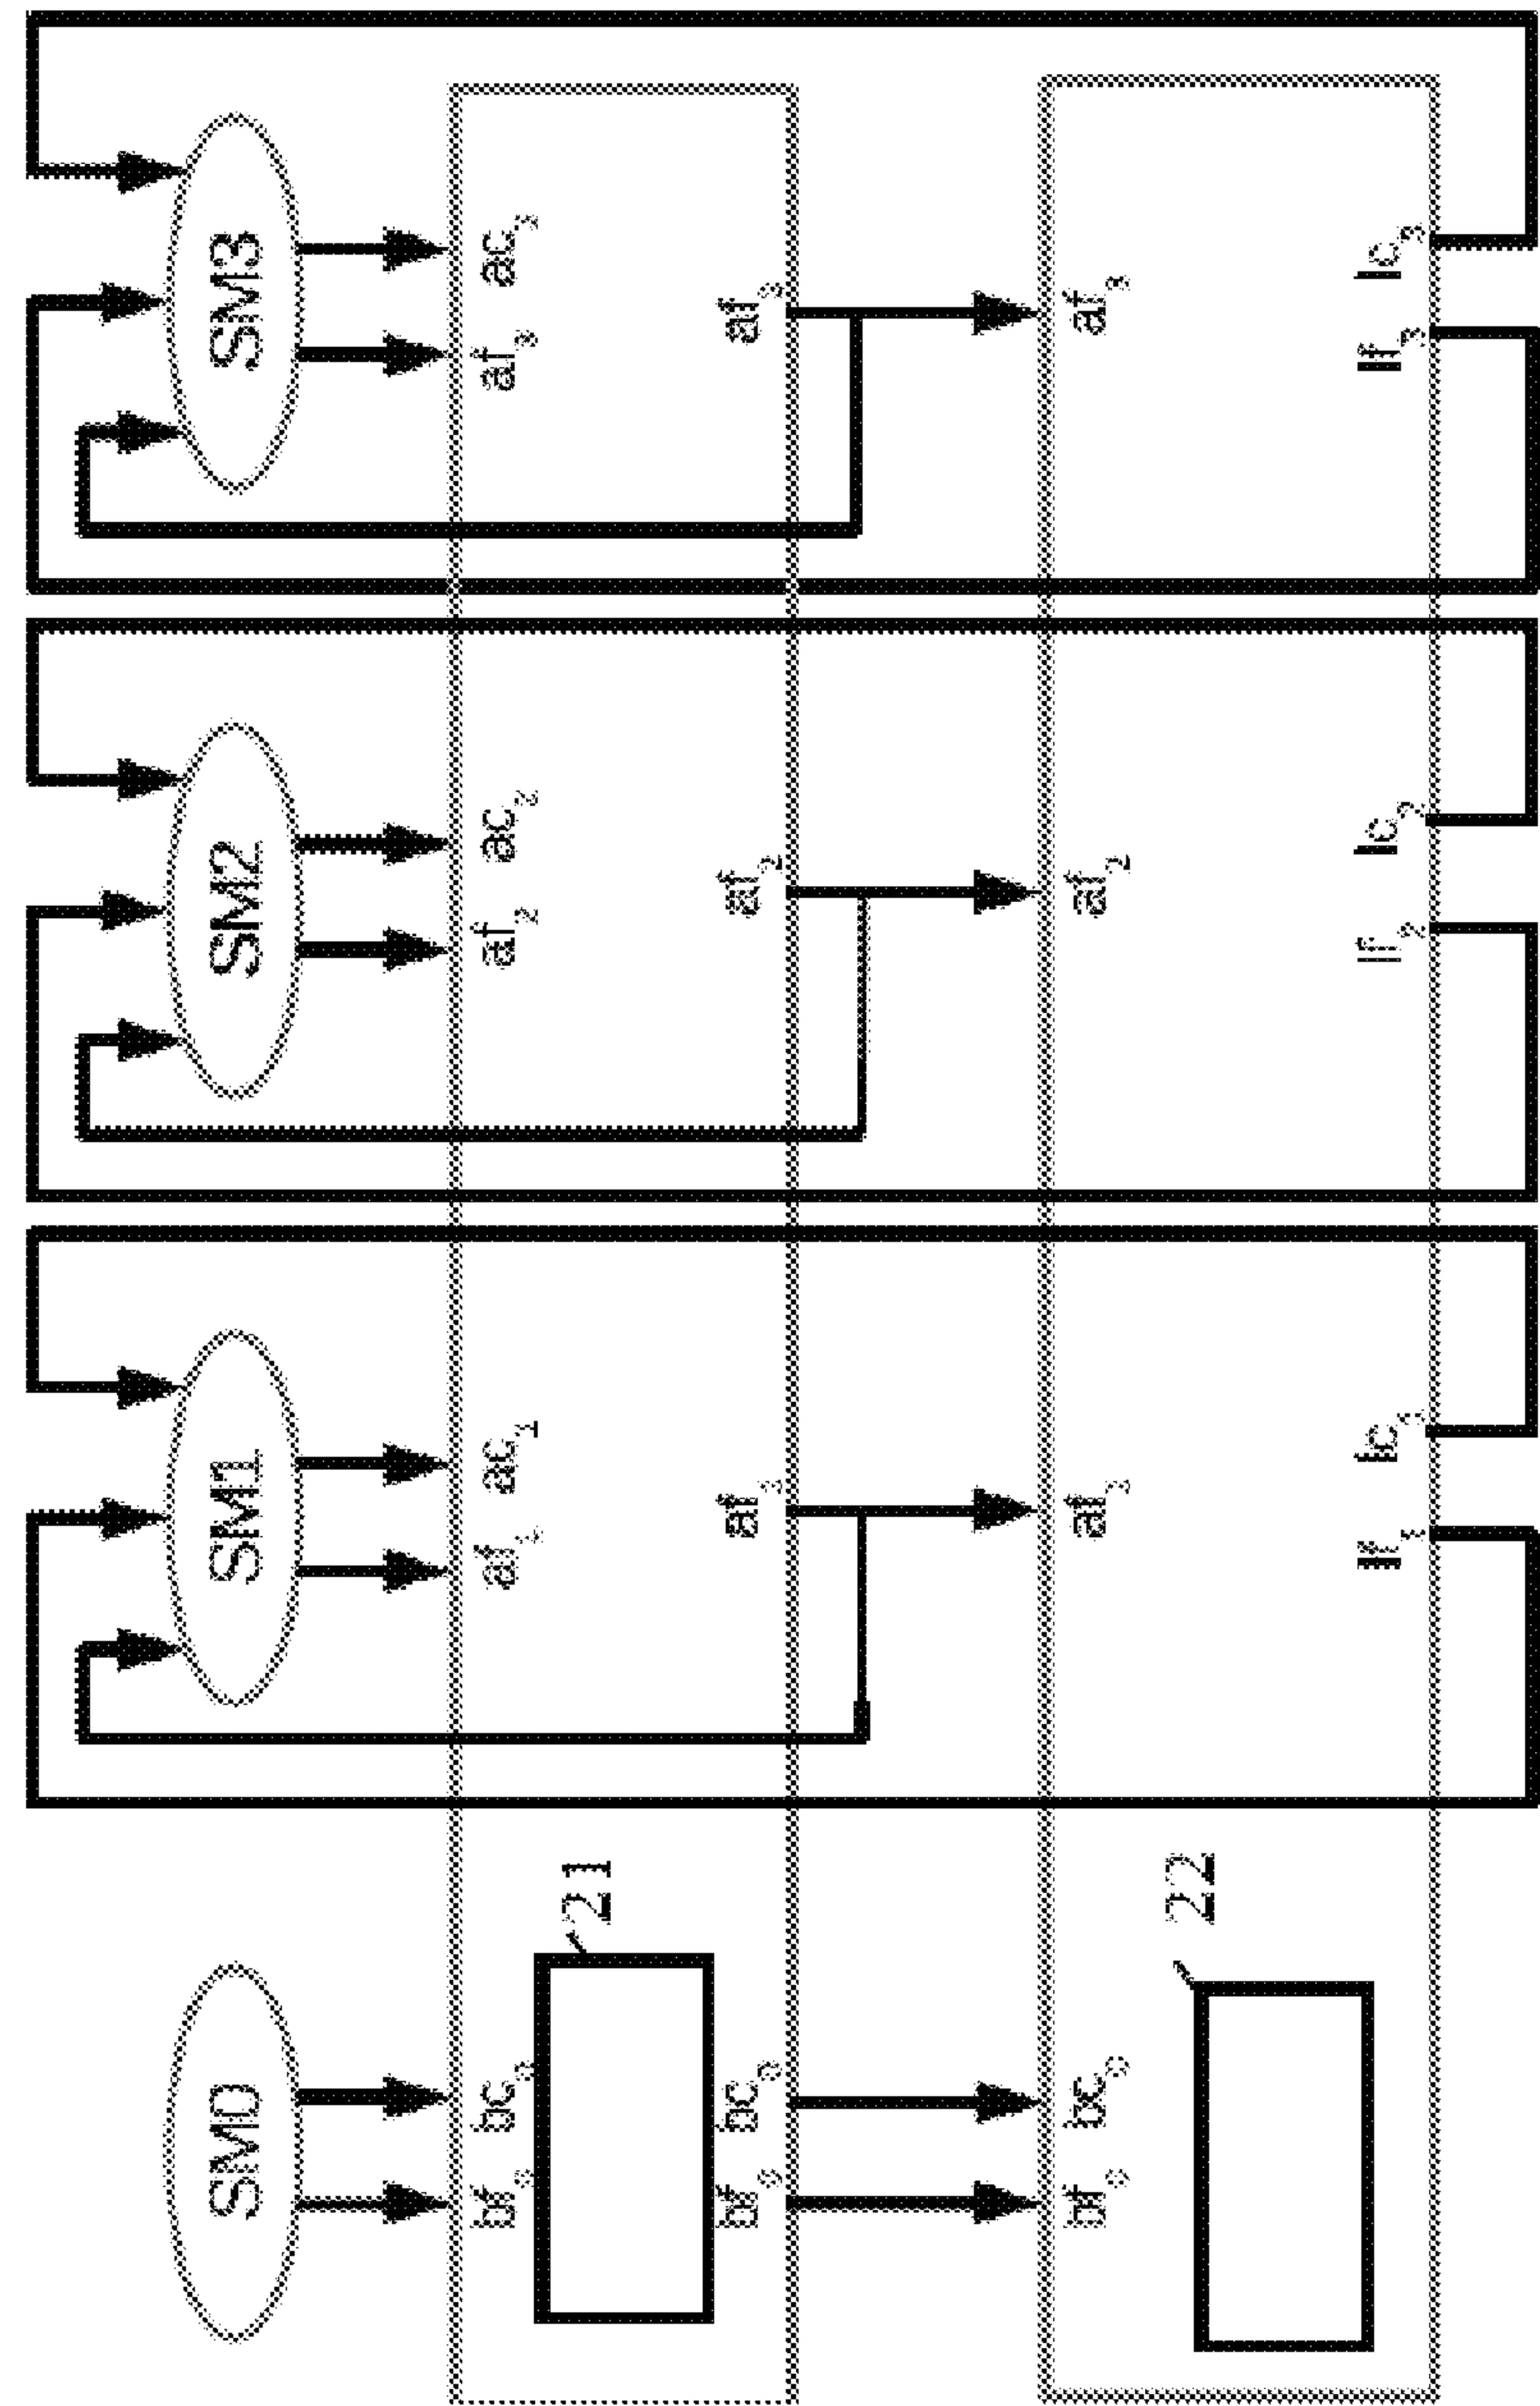 SM0 SM1 SM2 SM3
bf₀ bc₀ af₁ ac₁ af₂ ac₂ af₃ ac₃
21
bf₀ bc₀ af₁ af₂ af₃
bf₀ bc₀ af₁ af₂ af₃
22
lf₁ lc₁ lf₂ lc₂ lf₃ lc₃